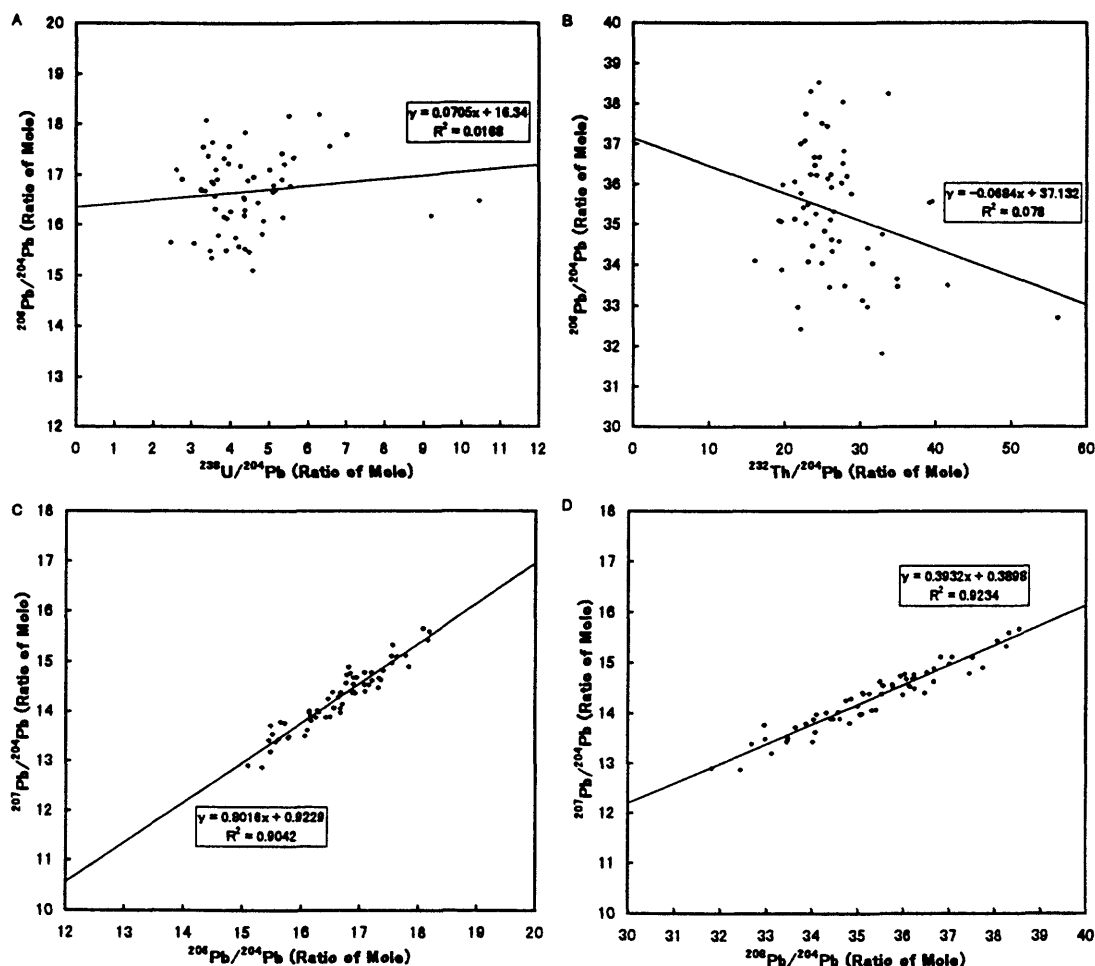 A
20
19
18
17
16
15
14
13
12
²⁰⁶Pb/²⁰⁴Pb (Ratio of Mole)
y = 0.0705x + 16.34
R² = 0.0168
0 1 2 3 4 5 6 7 8 9 10 11 12
²³⁸U/²⁰⁴Pb (Ratio of Mole)
B
40
39
38
37
36
35
34
33
32
31
30
²⁰⁸Pb/²⁰⁴Pb (Ratio of Mole)
y = −0.0684x + 37.132
R² = 0.078
0 10 20 30 40 50 60
²³²Th/²⁰⁴Pb (Ratio of Mole)
C
18
17
16
15
14
13
12
11
10
²⁰⁷Pb/²⁰⁴Pb (Ratio of Mole)
y = 0.8016x + 0.9229
R² = 0.9042
12 13 14 15 16 17 18 19 20
²⁰⁶Pb/²⁰⁴Pb (Ratio of Mole)
D
18
17
16
15
14
13
12
11
10
²⁰⁷Pb/²⁰⁴Pb (Ratio of Mole)
y = 0.3932x + 0.3898
R² = 0.9234
30 31 32 33 34 35 36 37 38 39 40
²⁰⁸Pb/²⁰⁴Pb (Ratio of Mole)